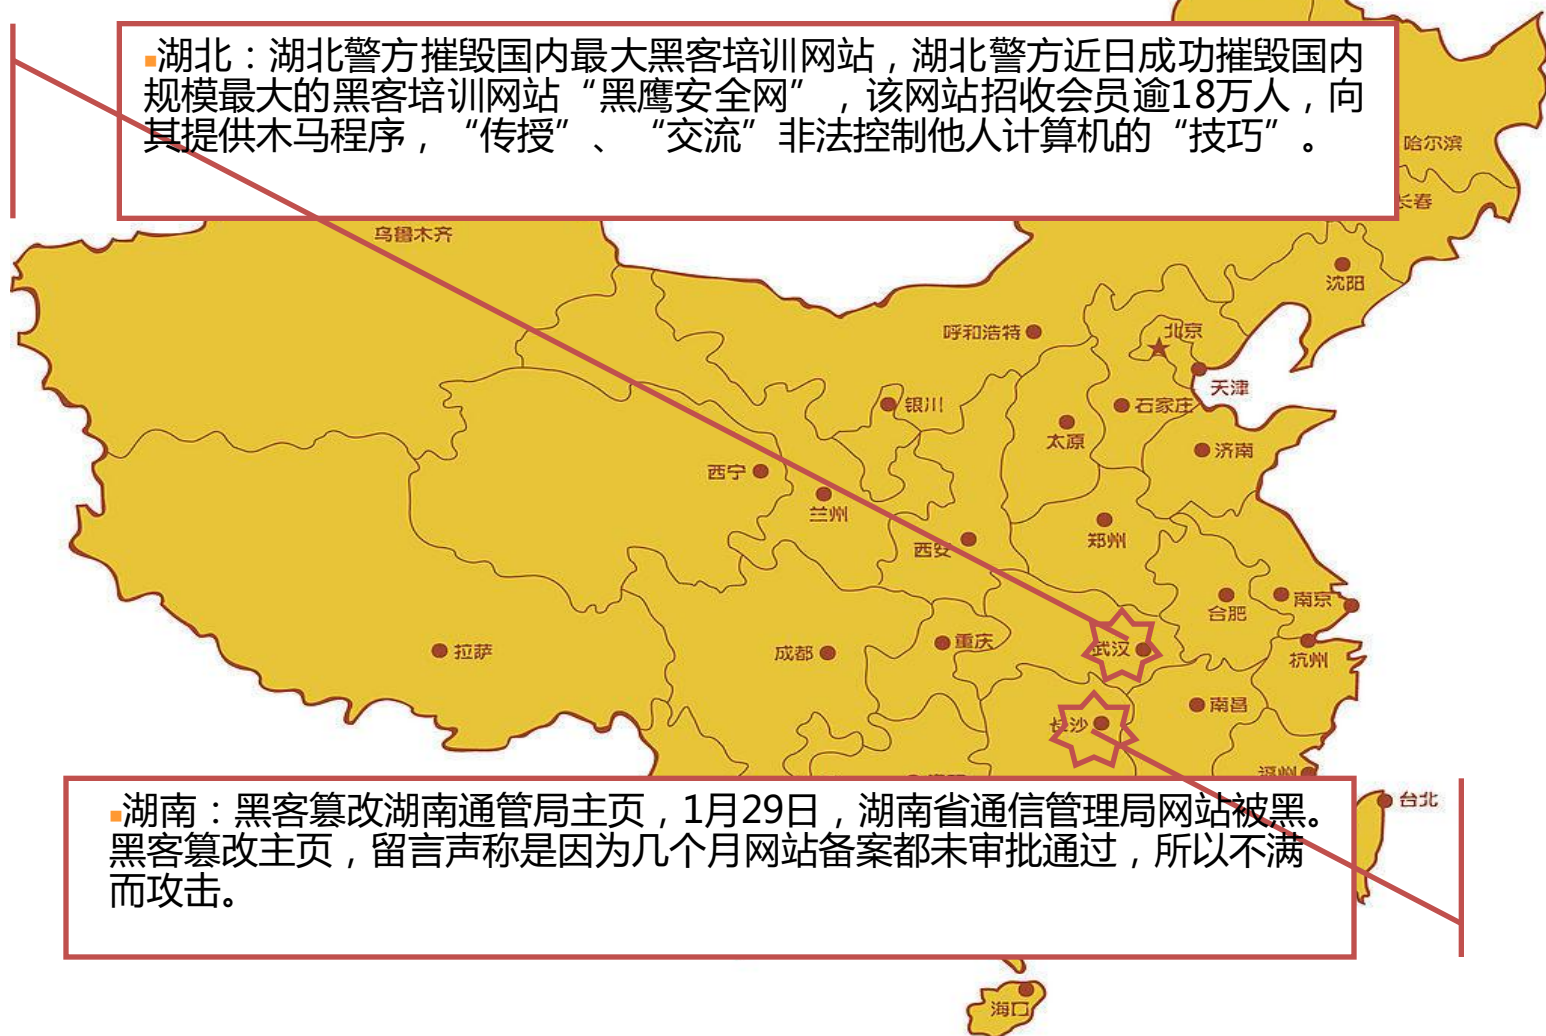 ▪湖北：湖北警方摧毁国内最大黑客培训网站，湖北警方近日成功摧毁国内
规模最大的黑客培训网站“黑鹰安全网”，该网站招收会员逾18万人，向
其提供木马程序，“传授”、“交流”非法控制他人计算机的“技巧”。
哈尔滨
长春
乌鲁木齐
沈阳
呼和浩特
北京
天津
银川
石家庄
太原
济南
西宁
兰州
郑州
西安
南京
合肥
拉萨
成都
重庆
武汉
杭州
南昌
长沙
福州
台北
▪湖南：黑客篡改湖南通管局主页，1月29日，湖南省通信管理局网站被黑。
黑客篡改主页，留言声称是因为几个月网站备案都未审批通过，所以不满
而攻击。
海口